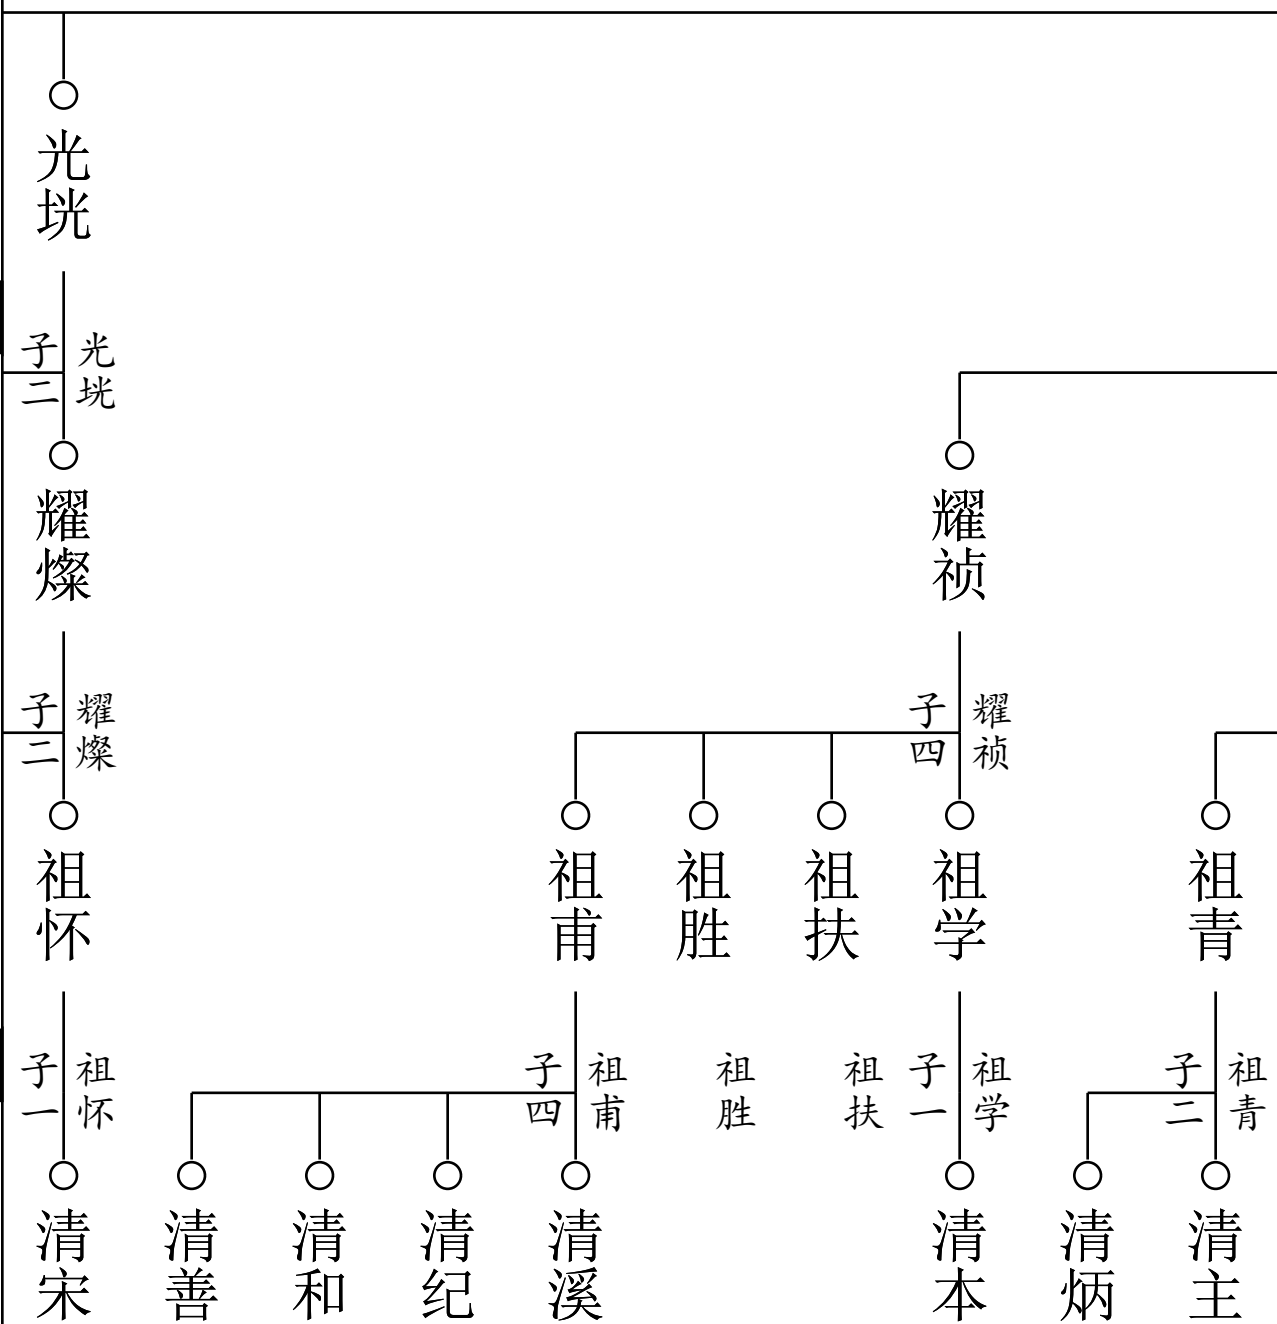 光垙
光垙
子二
耀祯
耀燦
耀祯
子四
耀燦
子二
祖青
祖学
祖扶
祖胜
祖甫
祖怀
祖青
子二
祖学
子一
祖扶
祖胜
祖甫
子四
祖怀
子一
清主
清炳
清本
清溪
清纪
清和
清善
清宋